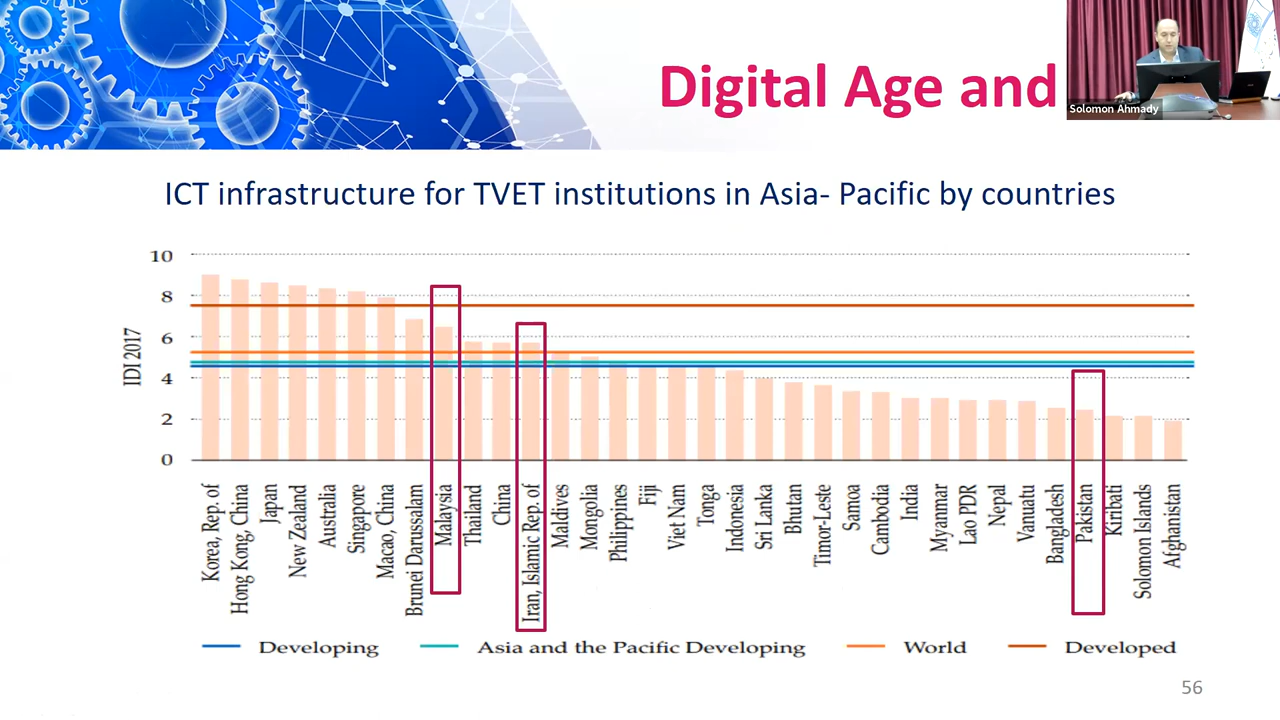 Digital Age and
Solomon Ahmady
ICT infrastructure for TVET institutions in Asia- Pacific by countries
10
8
6
4
2
0
IDI 2017
Korea, Rep. of
Hong Kong, China
Japan
New Zealand
Australia
Singapore
Macao, China
Brunei Darussalam
Malaysia
Thailand
China
Iran, Islamic Rep. of
Maldives
Mongolia
Philippines
Fiji
Viet Nam
Tonga
Indonesia
Sri Lanka
Bhutan
Timor-Leste
Samoa
Cambodia
India
Myanmar
Lao PDR
Nepal
Vanuatu
Bangladesh
Pakistan
Kiribati
Solomon Islands
Afghanistan
Developing
Asia and the Pacific Developing
World
Developed
56